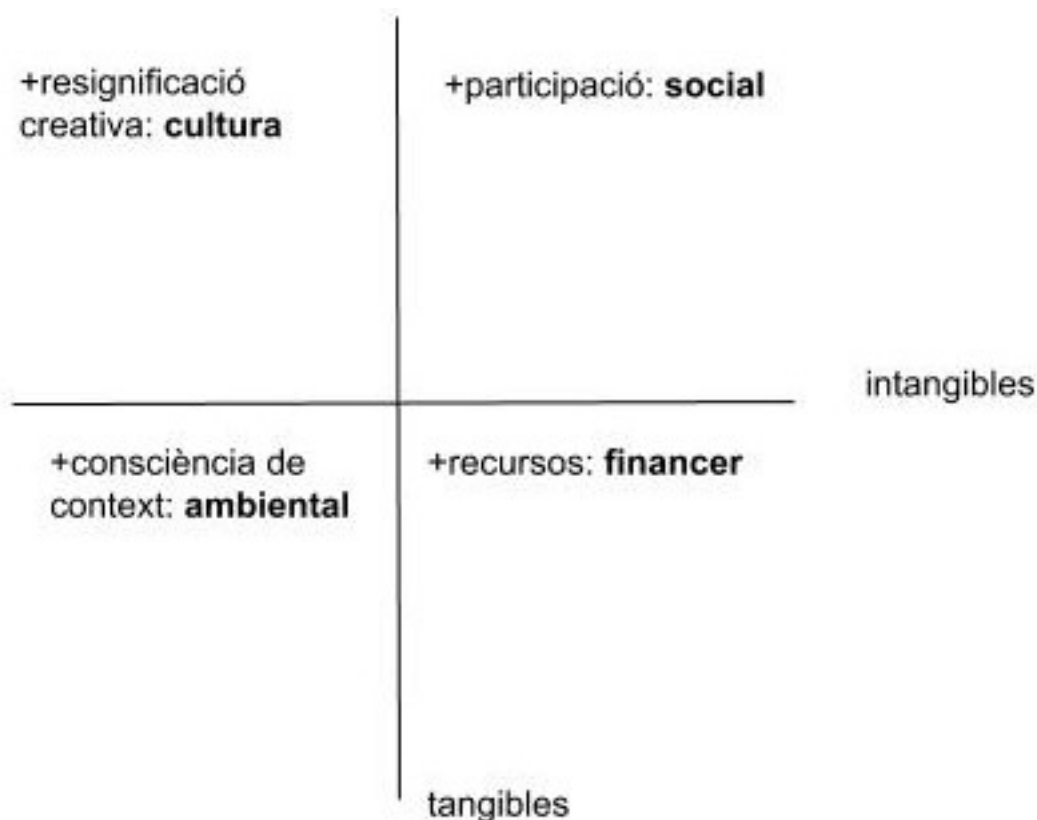 +resignificació
creativa: cultura
+participació: social
intangibles
+consciència de
context: ambiental
+recursos: financer
tangibles